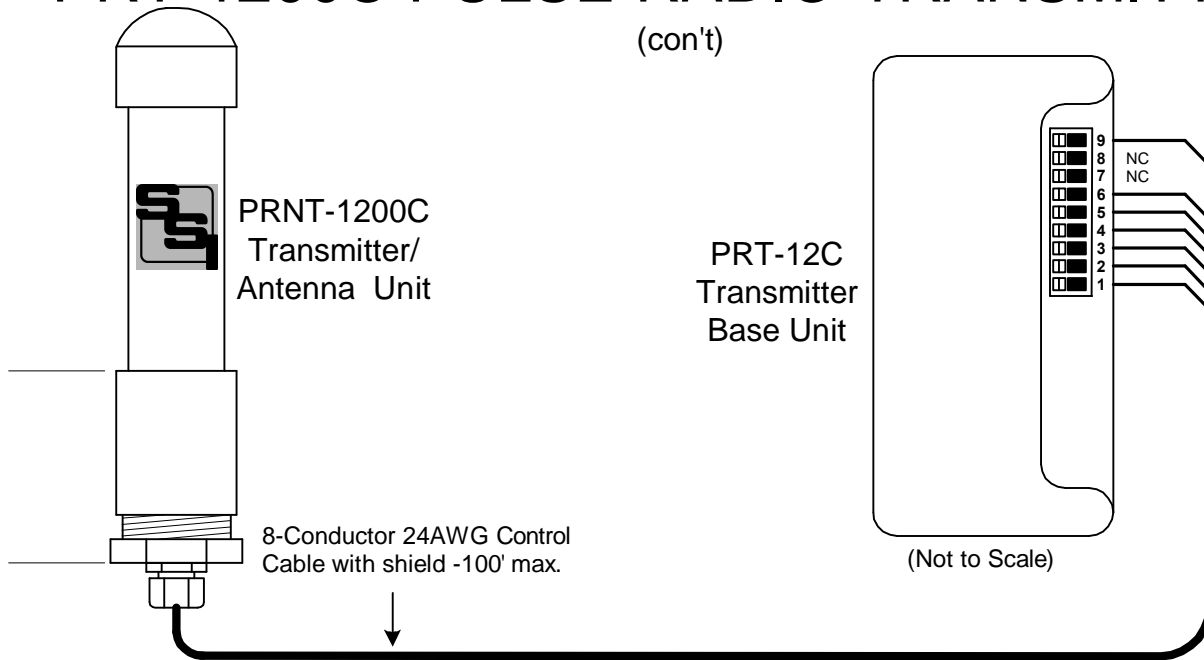 (con't)
SSI
PRNT-1200C
Transmitter/
Antenna Unit
8-Conductor 24AWG Control
Cable with shield -100' max.
PRT-12C
Transmitter
Base Unit
9
8 NC
7 NC
6
5
4
3
2
1
(Not to Scale)